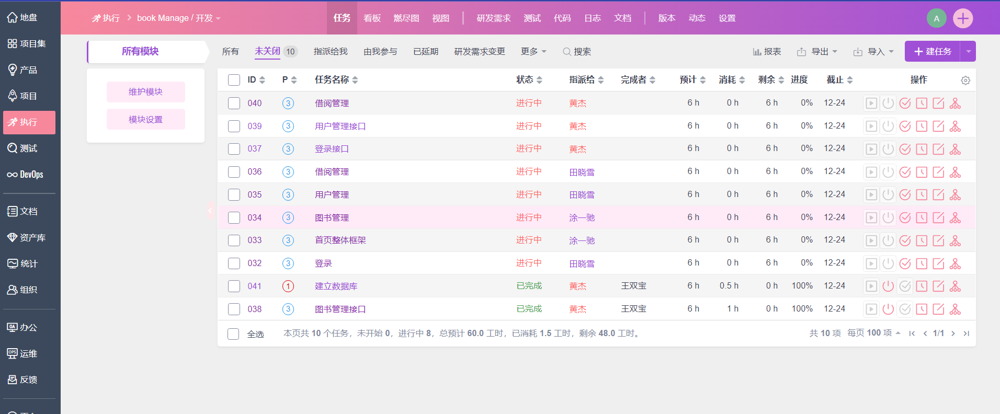 地盘
项目集
产品
项目
执行
测试
DevOps
文档
资产库
统计
组织
办公
运维
反馈
执行 > book Manage / 开发
任务 看板 燃尽图 视图 研发需求 测试 代码 日志 文档 版本 动态 设置
A
所有模块
维护模块
模块设置
所有 未关闭 10 指派给我 由我参与 已延期 研发需求变更 更多 搜索
报表 导出 导入 建任务
ID P 任务名称 状态 指派给 完成者 预计 消耗 剩余 进度 截止 操作
040 3 借阅管理 进行中 黄杰 6 h 0 h 6 h 0% 12-24
039 3 用户管理接口 进行中 黄杰 6 h 0 h 6 h 0% 12-24
037 3 登录接口 进行中 黄杰 6 h 0 h 6 h 0% 12-24
036 3 借阅管理 进行中 田晓雪 6 h 0 h 6 h 0% 12-24
035 3 用户管理 进行中 田晓雪 6 h 0 h 6 h 0% 12-24
034 3 图书管理 进行中 涂一驰 6 h 0 h 6 h 0% 12-24
033 3 首页整体框架 进行中 涂一驰 6 h 0 h 6 h 0% 12-24
032 3 登录 进行中 田晓雪 6 h 0 h 6 h 0% 12-24
041 1 建立数据库 已完成 黄杰 王双宝 6 h 0.5 h 0 h 100% 12-24
038 3 图书管理接口 已完成 黄杰 王双宝 6 h 1 h 0 h 100% 12-24
全选 本页共 10 个任务，未开始 0，进行中 8，总预计 60.0 工时，已消耗 1.5 工时，剩余 48.0 工时。 共 10 项 每页 100 项 1/1